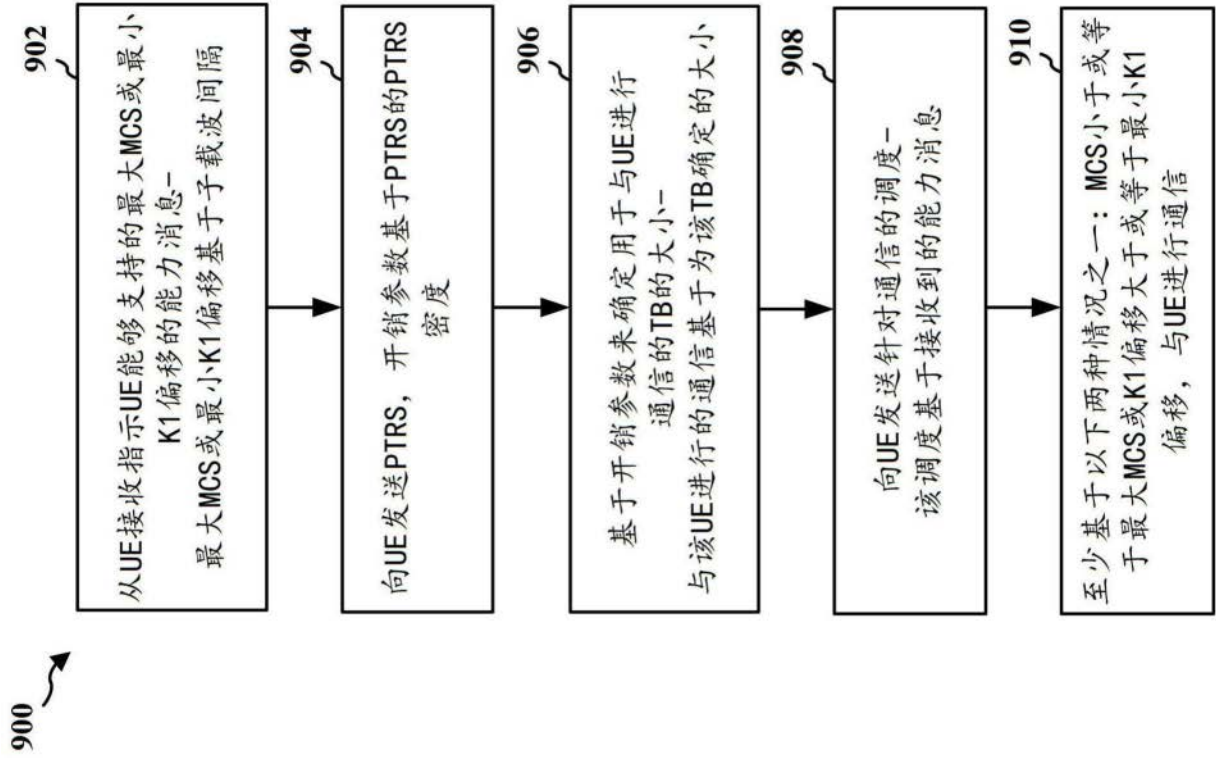 900
902
从UE接收指示UE能够支持的最大MCS或最小
K1偏移的能力消息-
最大MCS或最小K1偏移基于子载波间隔
904
向UE发送PTRS，开销参数基于PTRS的PTRS
密度
906
基于开销参数来确定用于与UE进行
通信的TB的大小-
与该UE进行的通信基于为该TB确定的大小
908
向UE发送针对通信的调度-
该调度基于接收到的能力消息
910
至少基于以下两种情况之一：MCS小于或等
于最大MCS或K1偏移大于或等于最小K1
偏移，与UE进行通信